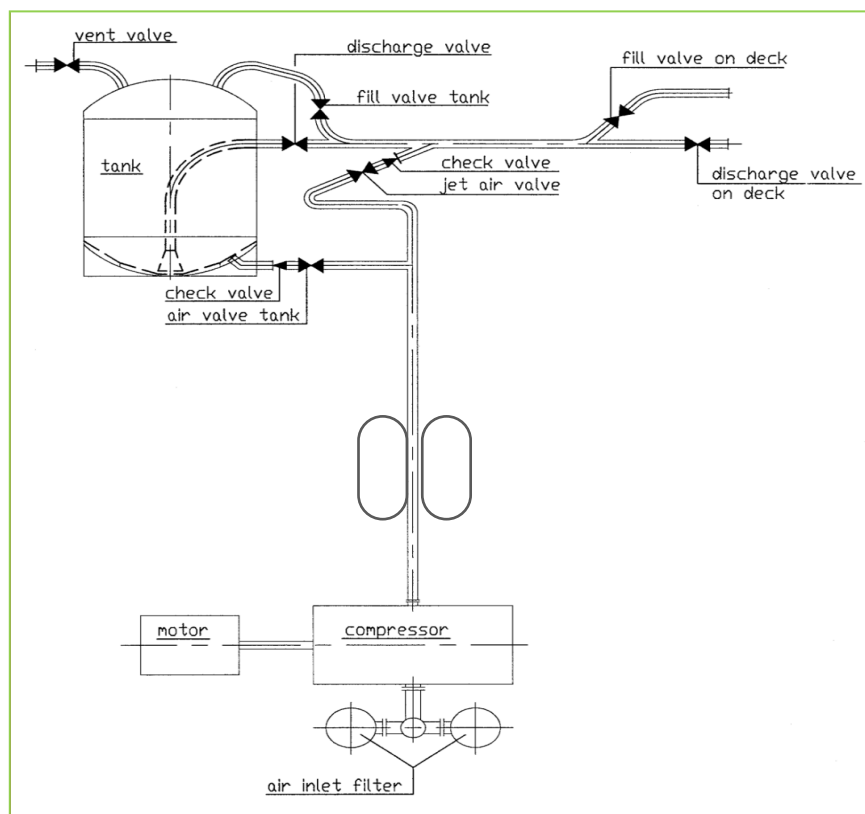 vent valve
discharge valve
fill valve on deck
fill valve tank
tank
check valve
jet air valve
discharge valve
on deck
check valve
air valve tank
motor
compressor
air inlet filter